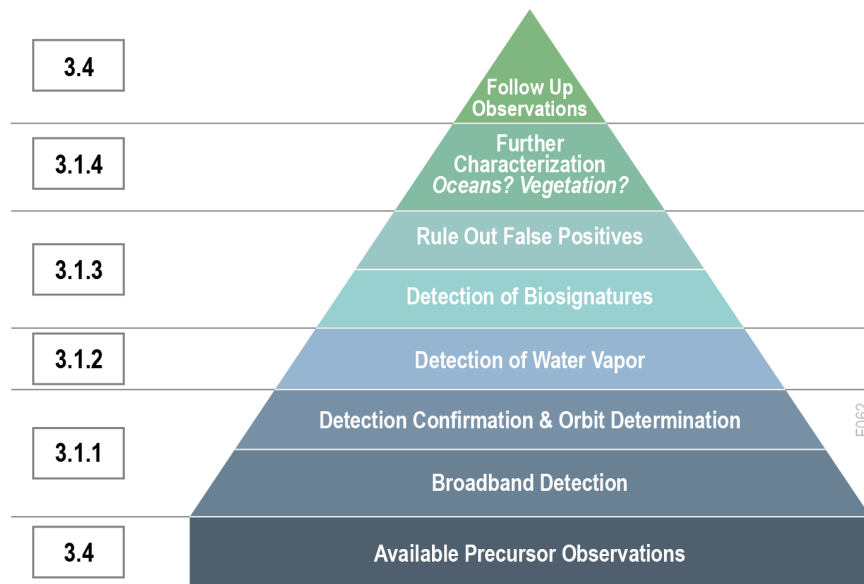 3.4
Follow Up
Observations
3.1.4
Further
Characterization
Oceans? Vegetation?
3.1.3
Rule Out False Positives
Detection of Biosignatures
3.1.2
Detection of Water Vapor
3.1.1
Detection Confirmation & Orbit Determination
Broadband Detection
E062
3.4
Available Precursor Observations